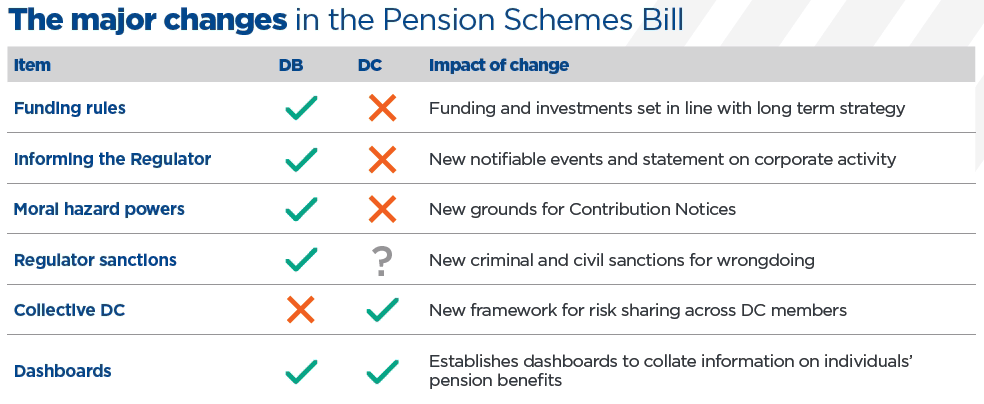 The major changes in the Pension Schemes Bill
Item DB DC Impact of change
Funding rules ✓ ✗ Funding and investments set in line with long term strategy
Informing the Regulator ✓ ✗ New notifiable events and statement on corporate activity
Moral hazard powers ✓ ✗ New grounds for Contribution Notices
Regulator sanctions ✓ ? New criminal and civil sanctions for wrongdoing
Collective DC ✗ ✓ New framework for risk sharing across DC members
Dashboards ✓ ✓ Establishes dashboards to collate information on individuals’
pension benefits